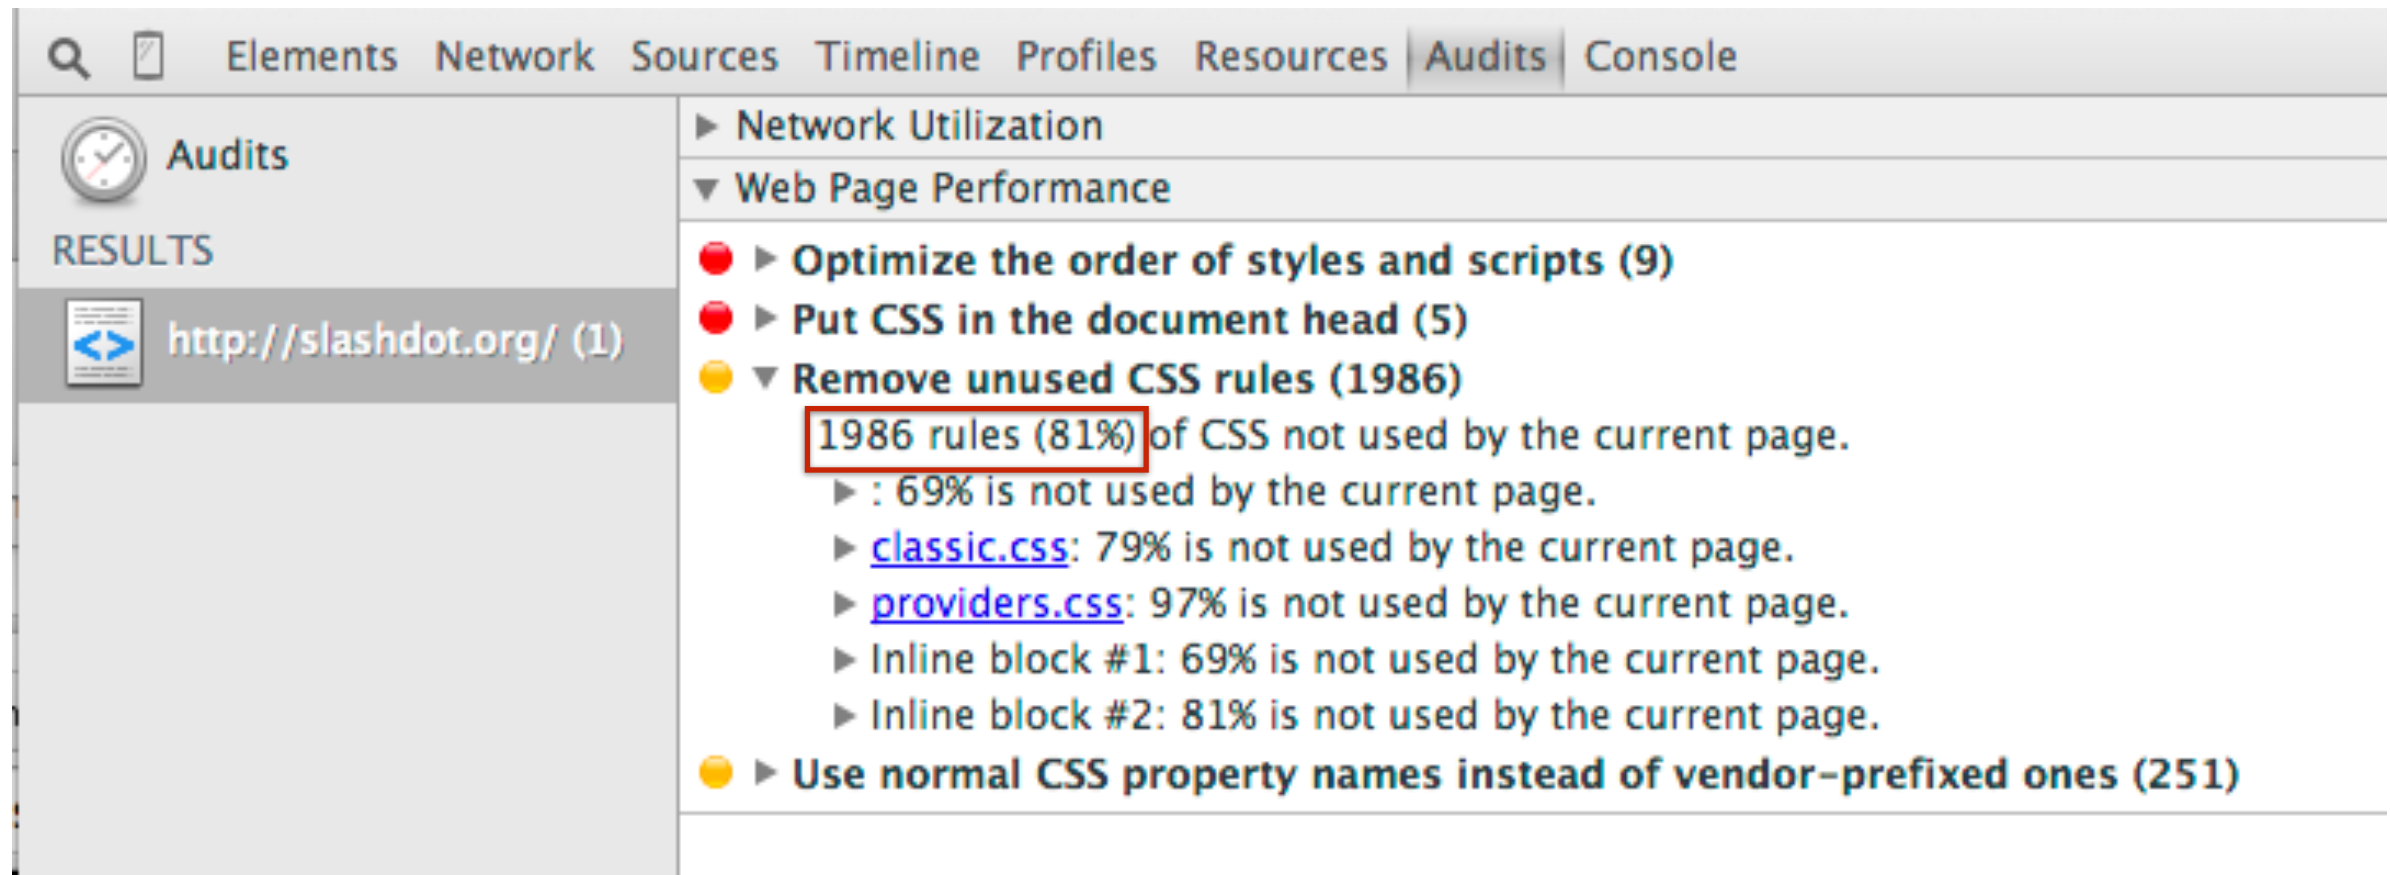 Elements Network Sources Timeline Profiles Resources Audits Console
Audits
RESULTS
http://slashdot.org/ (1)
Network Utilization
Web Page Performance
Optimize the order of styles and scripts (9)
Put CSS in the document head (5)
Remove unused CSS rules (1986)
1986 rules (81%) of CSS not used by the current page.
: 69% is not used by the current page.
classic.css: 79% is not used by the current page.
providers.css: 97% is not used by the current page.
Inline block #1: 69% is not used by the current page.
Inline block #2: 81% is not used by the current page.
Use normal CSS property names instead of vendor-prefixed ones (251)